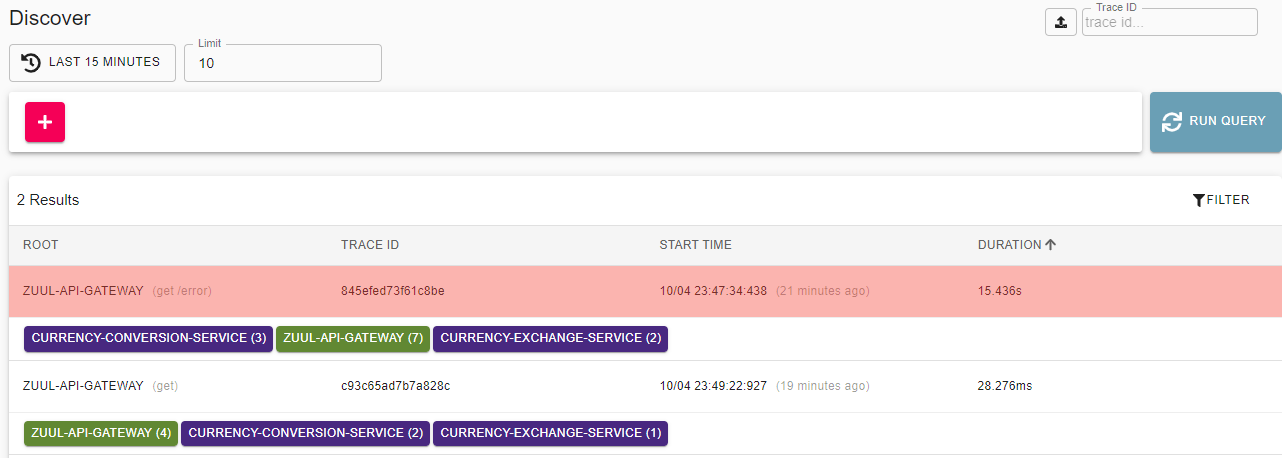 Discover
Trace ID
trace id...
LAST 15 MINUTES
Limit
10
+
RUN QUERY
2 Results
FILTER
ROOT TRACE ID START TIME DURATION
ZUUL-API-GATEWAY (get /error) 845efed73f61c8be 10/04 23:47:34:438 (21 minutes ago) 15.436s
CURRENCY-CONVERSION-SERVICE (3) ZUUL-API-GATEWAY (7) CURRENCY-EXCHANGE-SERVICE (2)
ZUUL-API-GATEWAY (get) c93c65ad7b7a828c 10/04 23:49:22:927 (19 minutes ago) 28.276ms
ZUUL-API-GATEWAY (4) CURRENCY-CONVERSION-SERVICE (2) CURRENCY-EXCHANGE-SERVICE (1)